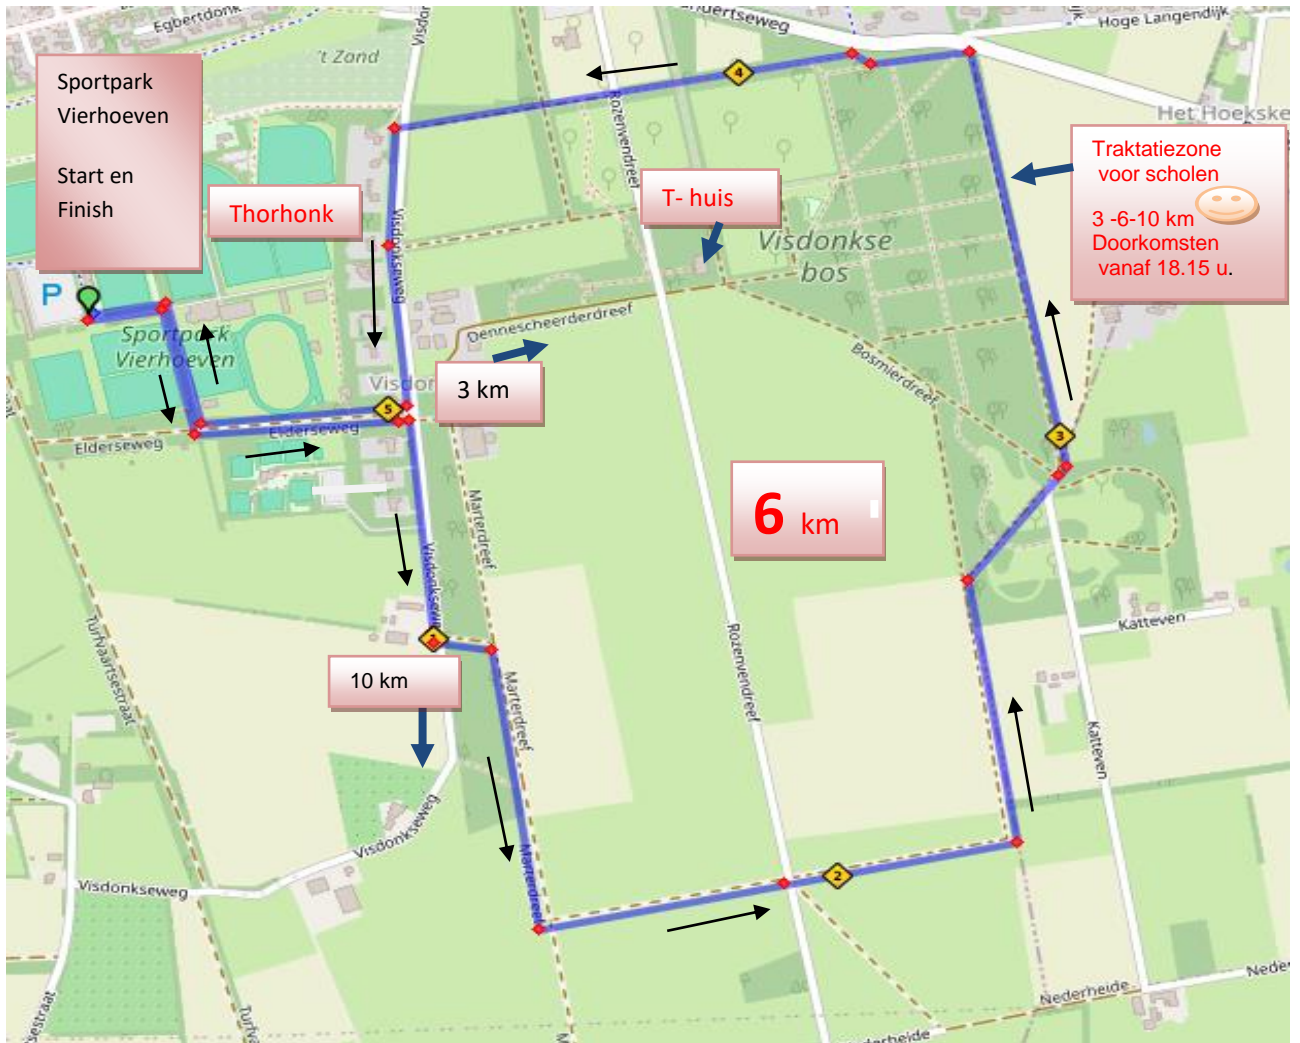 Egbertdonk
Hoge Langendijk
't Zand
Sportpark
Vierhoeven
Start en
Finish
4
Het Hoekske
Traktatiezone
voor scholen
3 -6-10 km
Doorkomsten
vanaf 18.15 u.
Rozenvendreef
Thorhonk
T- huis
Visdonkseweg
Visdonkse
bos
P
Sportpark
Vierhoeven
Dennescheerderdreef
Bosmierdreef
3 km
5
Elderseweg
Elderseweg
3
6 km
Marterdreef
Visdonkseweg
Katteven
Turfvaartsestraat
Rozenvendreef
10 km
Marterdreef
Katteven
Visdonkseweg
Marterdreef
2
Visdonkseweg
Nederheide